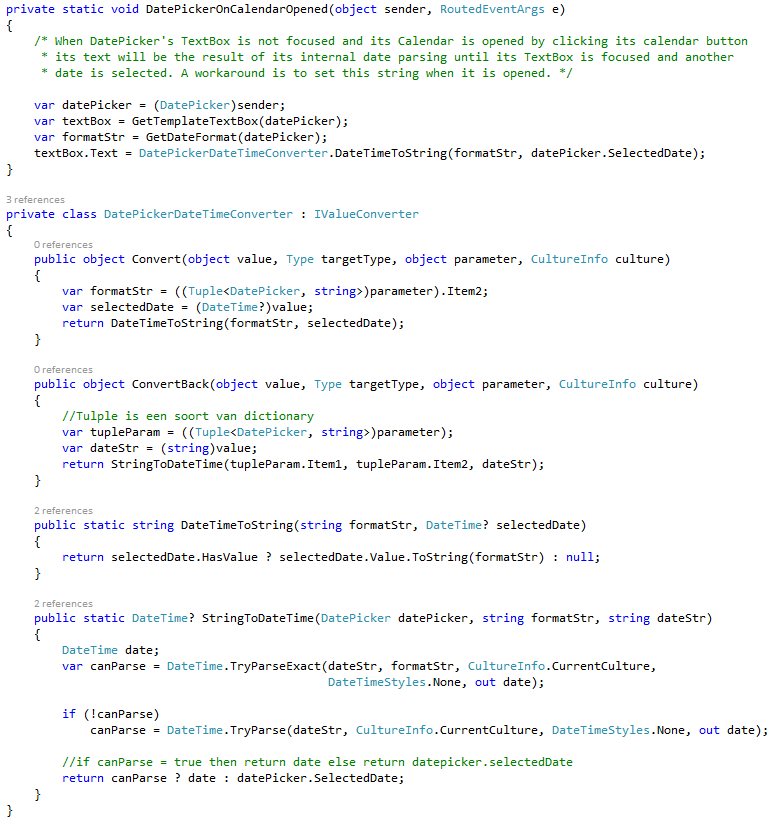 private static void DatePickerOnCalendarOpened(object sender, RoutedEventArgs e)
{
    /* When DatePicker's TextBox is not focused and its Calendar is opened by clicking its calendar button
     * its text will be the result of its internal date parsing until its TextBox is focused and another
     * date is selected. A workaround is to set this string when it is opened. */

    var datePicker = (DatePicker)sender;
    var textBox = GetTemplateTextBox(datePicker);
    var formatStr = GetDateFormat(datePicker);
    textBox.Text = DatePickerDateTimeConverter.DateTimeToString(formatStr, datePicker.SelectedDate);
}

3 references
private class DatePickerDateTimeConverter : IValueConverter
{
    0 references
    public object Convert(object value, Type targetType, object parameter, CultureInfo culture)
    {
        var formatStr = ((Tuple<DatePicker, string>)parameter).Item2;
        var selectedDate = (DateTime?)value;
        return DateTimeToString(formatStr, selectedDate);
    }

    0 references
    public object ConvertBack(object value, Type targetType, object parameter, CultureInfo culture)
    {
        //Tulple is een soort van dictionary
        var tupleParam = ((Tuple<DatePicker, string>)parameter);
        var dateStr = (string)value;
        return StringToDateTime(tupleParam.Item1, tupleParam.Item2, dateStr);
    }

    2 references
    public static string DateTimeToString(string formatStr, DateTime? selectedDate)
    {
        return selectedDate.HasValue ? selectedDate.Value.ToString(formatStr) : null;
    }

    2 references
    public static DateTime? StringToDateTime(DatePicker datePicker, string formatStr, string dateStr)
    {
        DateTime date;
        var canParse = DateTime.TryParseExact(dateStr, formatStr, CultureInfo.CurrentCulture,
                                              DateTimeStyles.None, out date);

        if (!canParse)
            canParse = DateTime.TryParse(dateStr, CultureInfo.CurrentCulture, DateTimeStyles.None, out date);

        //if canParse = true then return date else return datepicker.selectedDate
        return canParse ? date : datePicker.SelectedDate;
    }
}